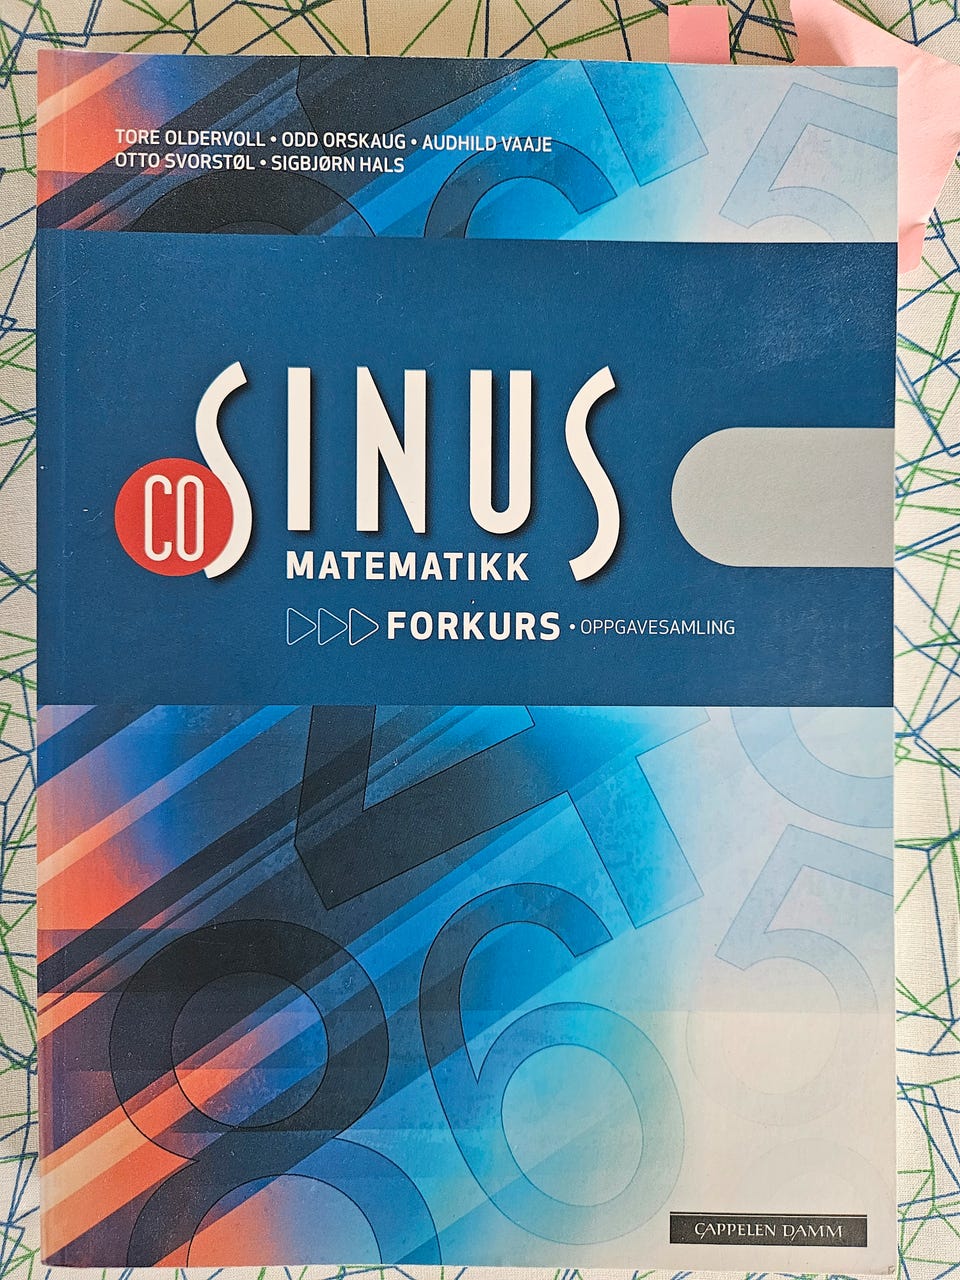 TORE OLDERVOLL • ODD ORSKAUG • AUDHILD VAAJE
OTTO SVORSTØL • SIGBJØRN HALS
CO SINUS
MATEMATIKK
FORKURS • OPPGAVESAMLING
CAPPELEN DAMM